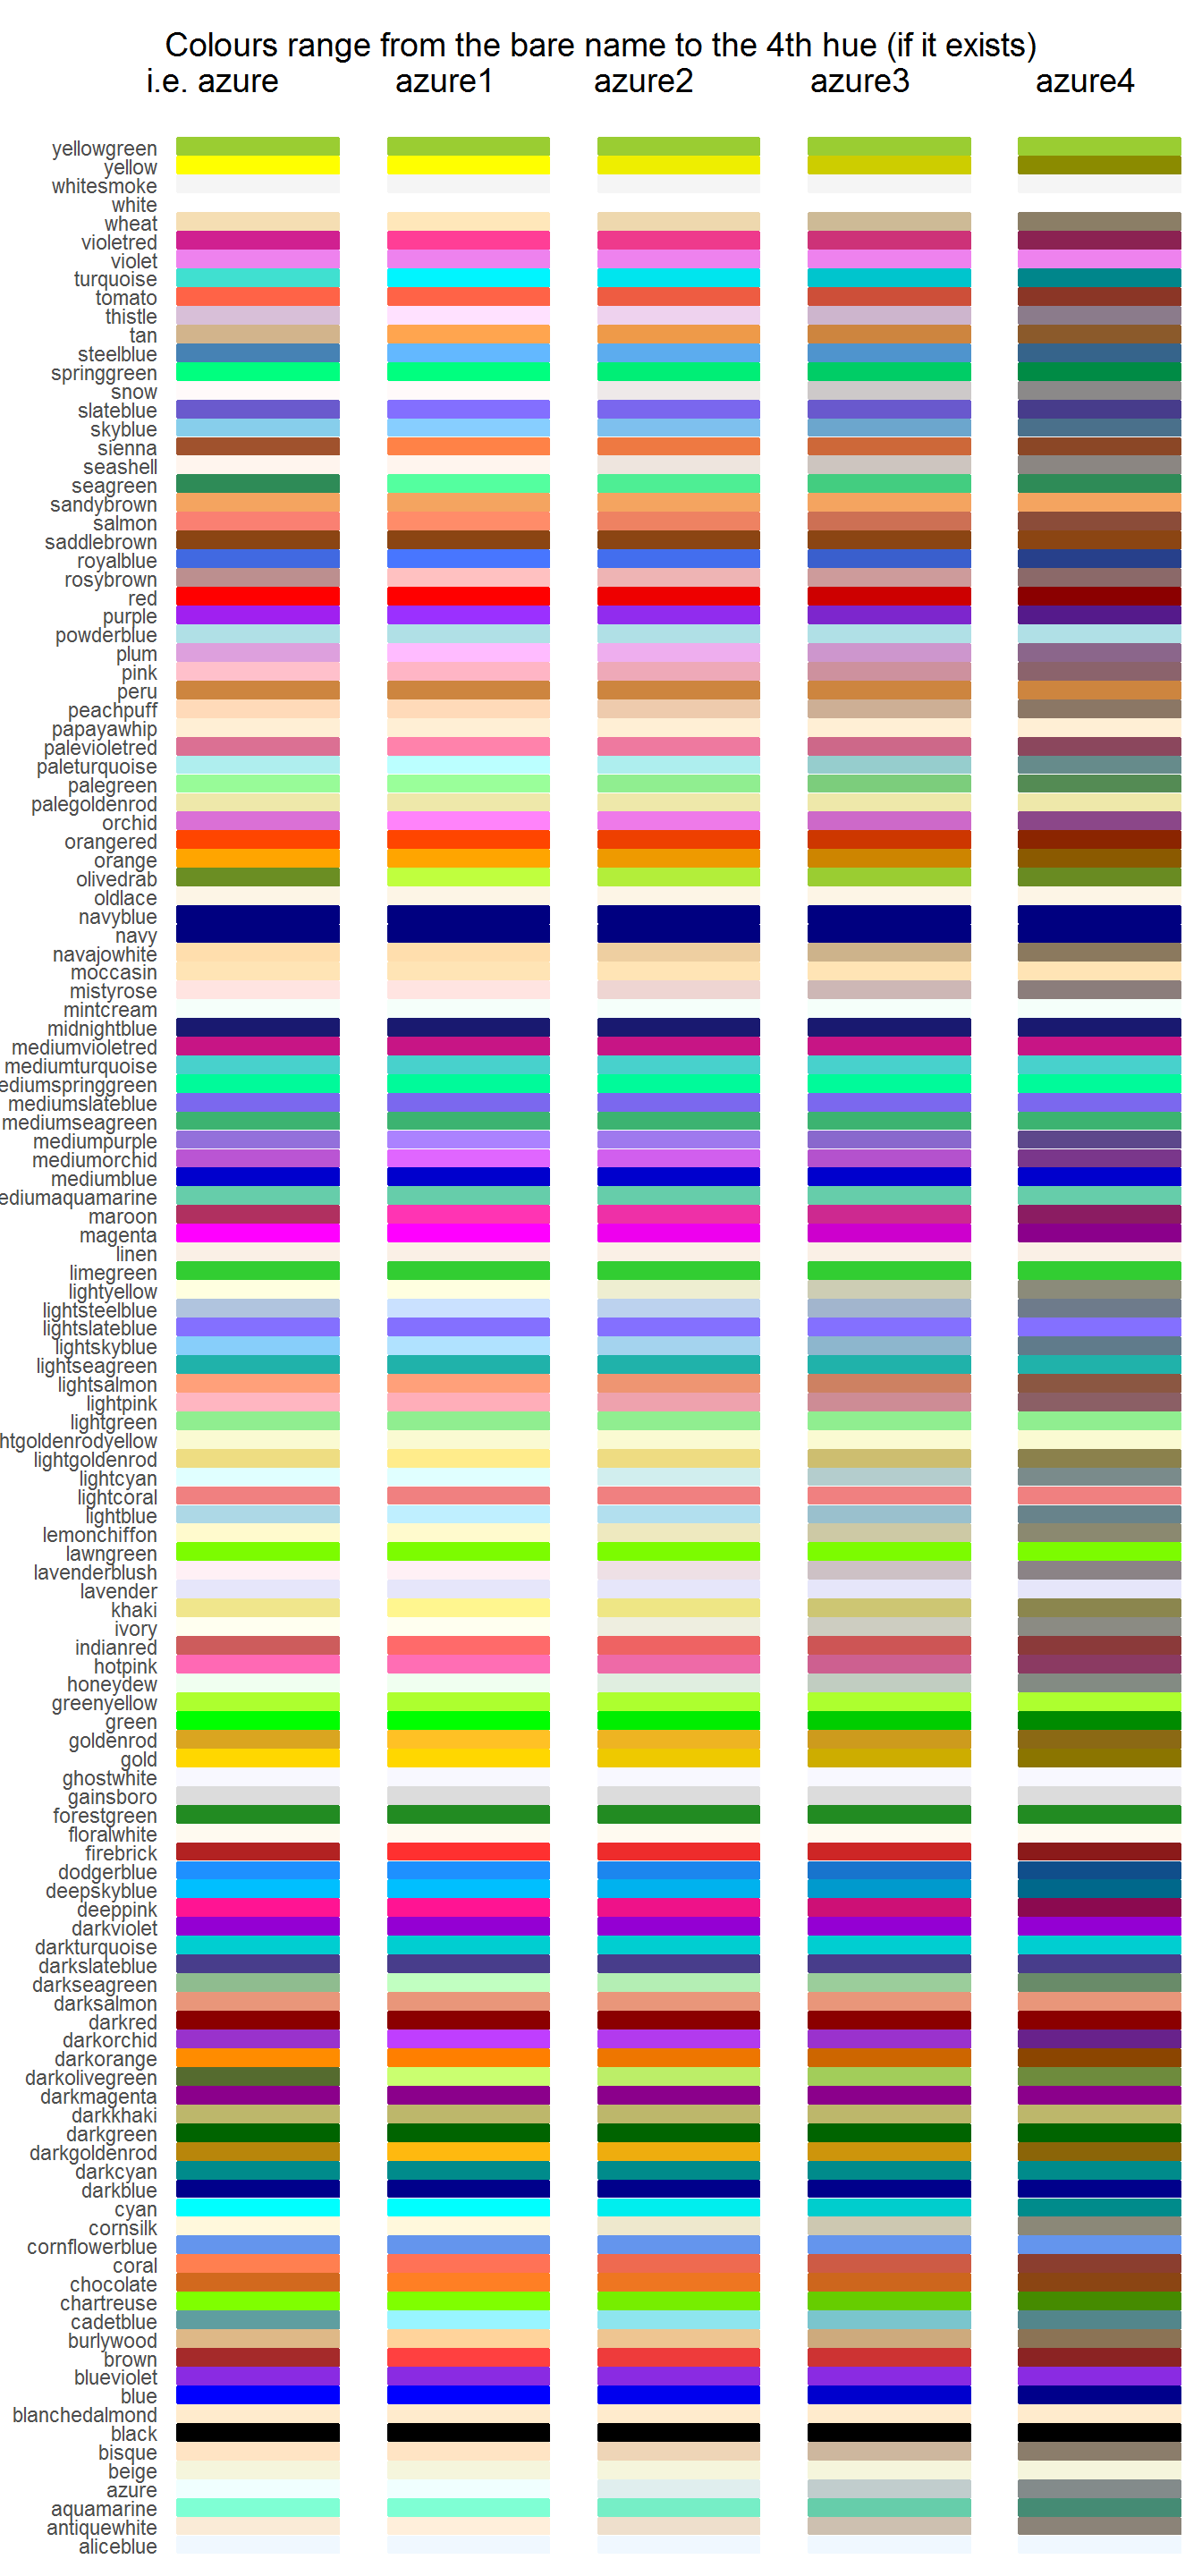 Colours range from the bare name to the 4th hue (if it exists)
i.e. azure azure1 azure2 azure3 azure4
yellowgreen
yellow
whitesmoke
white
wheat
violetred
violet
turquoise
tomato
thistle
tan
steelblue
springgreen
snow
slateblue
skyblue
sienna
seashell
seagreen
sandybrown
salmon
saddlebrown
royalblue
rosybrown
red
purple
powderblue
plum
pink
peru
peachpuff
papayawhip
palevioletred
paleturquoise
palegreen
palegoldenrod
orchid
orangered
orange
olivedrab
oldlace
navyblue
navy
navajowhite
moccasin
mistyrose
mintcream
midnightblue
mediumvioletred
mediumturquoise
ediumspringgreen
mediumslateblue
mediumseagreen
mediumpurple
mediumorchid
mediumblue
ediumaquamarine
maroon
magenta
linen
limegreen
lightyellow
lightsteelblue
lightslateblue
lightskyblue
lightseagreen
lightsalmon
lightpink
lightgreen
htgoldenrodyellow
lightgoldenrod
lightcyan
lightcoral
lightblue
lemonchiffon
lawngreen
lavenderblush
lavender
khaki
ivory
indianred
hotpink
honeydew
greenyellow
green
goldenrod
gold
ghostwhite
gainsboro
forestgreen
floralwhite
firebrick
dodgerblue
deepskyblue
deeppink
darkviolet
darkturquoise
darkslateblue
darkseagreen
darksalmon
darkred
darkorchid
darkorange
darkolivegreen
darkmagenta
darkkhaki
darkgreen
darkgoldenrod
darkcyan
darkblue
cyan
cornsilk
cornflowerblue
coral
chocolate
chartreuse
cadetblue
burlywood
brown
blueviolet
blue
blanchedalmond
black
bisque
beige
azure
aquamarine
antiquewhite
aliceblue